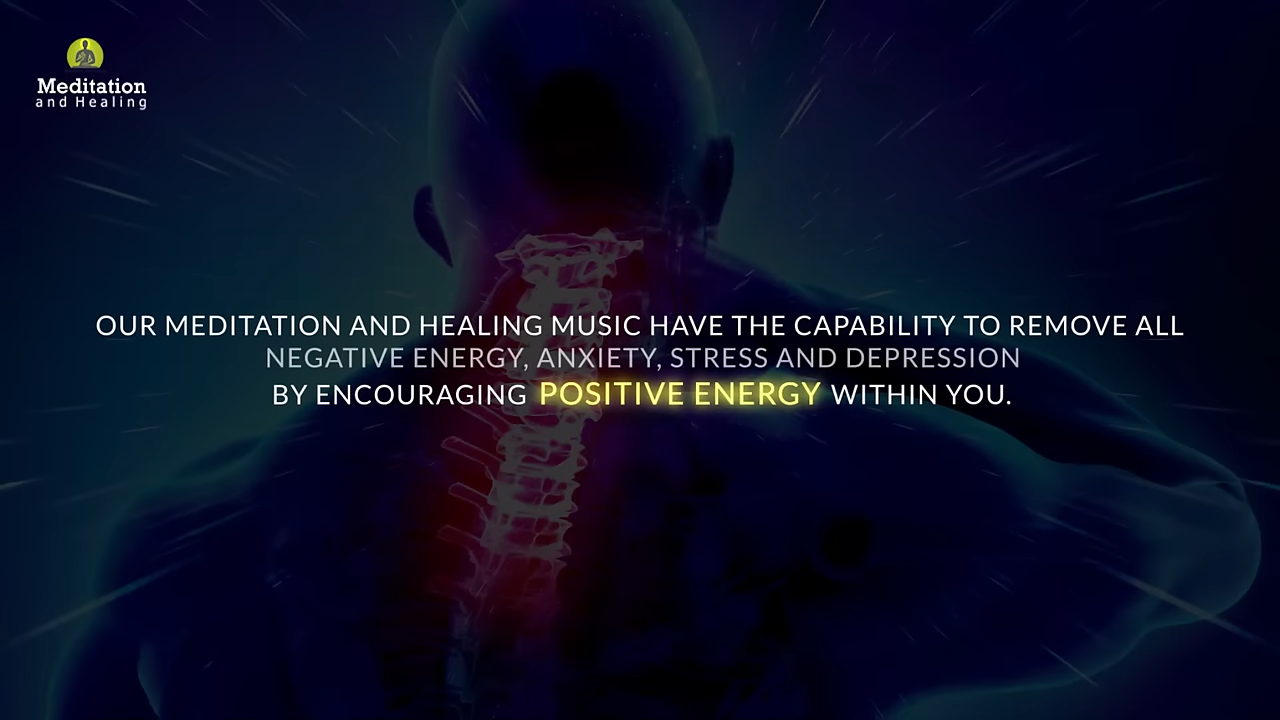 Meditation
and Healing
OUR MEDITATION AND HEALING MUSIC HAVE THE CAPABILITY TO REMOVE ALL
NEGATIVE ENERGY, ANXIETY, STRESS AND DEPRESSION
BY ENCOURAGING POSITIVE ENERGY WITHIN YOU.